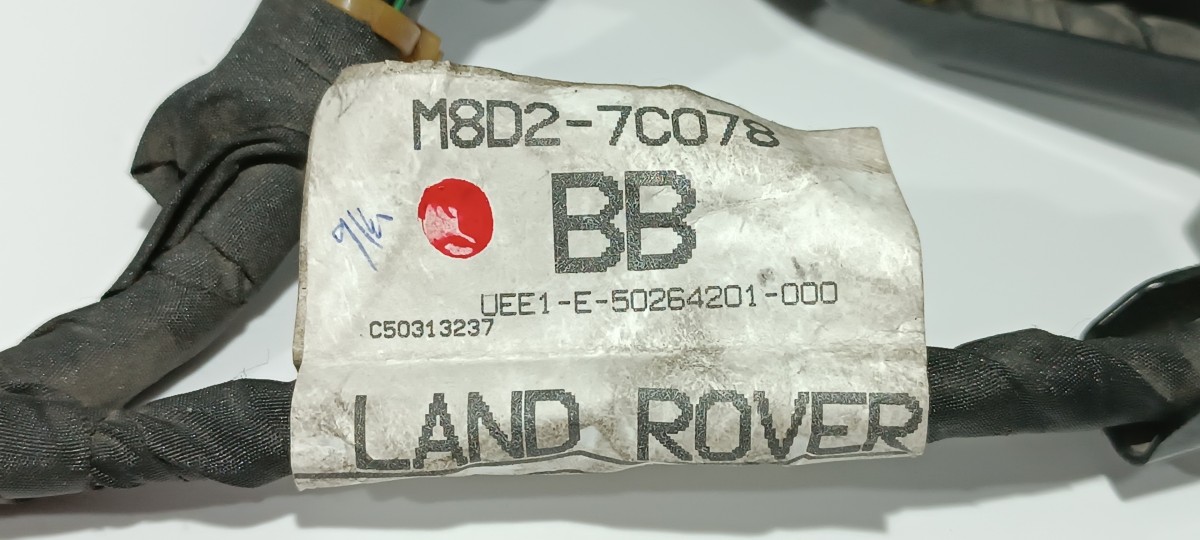 M8D2-7C078
BB
UEE1-E-50264201-000
C50313237
LAND ROVER